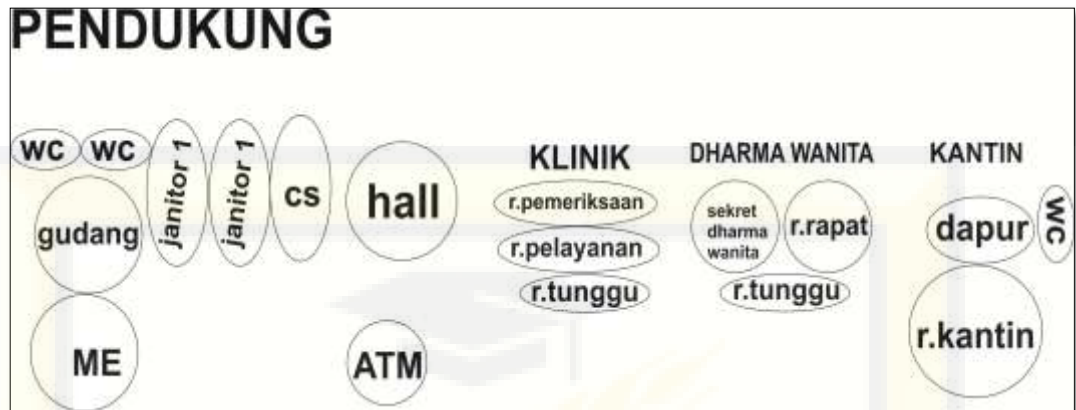 PENDUKUNG
wc wc
janitor 1
janitor 1
cs
gudang
ME
hall
ATM
KLINIK
r.pemeriksaan
r.pelayanan
r.tunggu
DHARMA WANITA
sekret
dharma
wanita
r.rapat
r.tunggu
KANTIN
dapur
wc
r.kantin